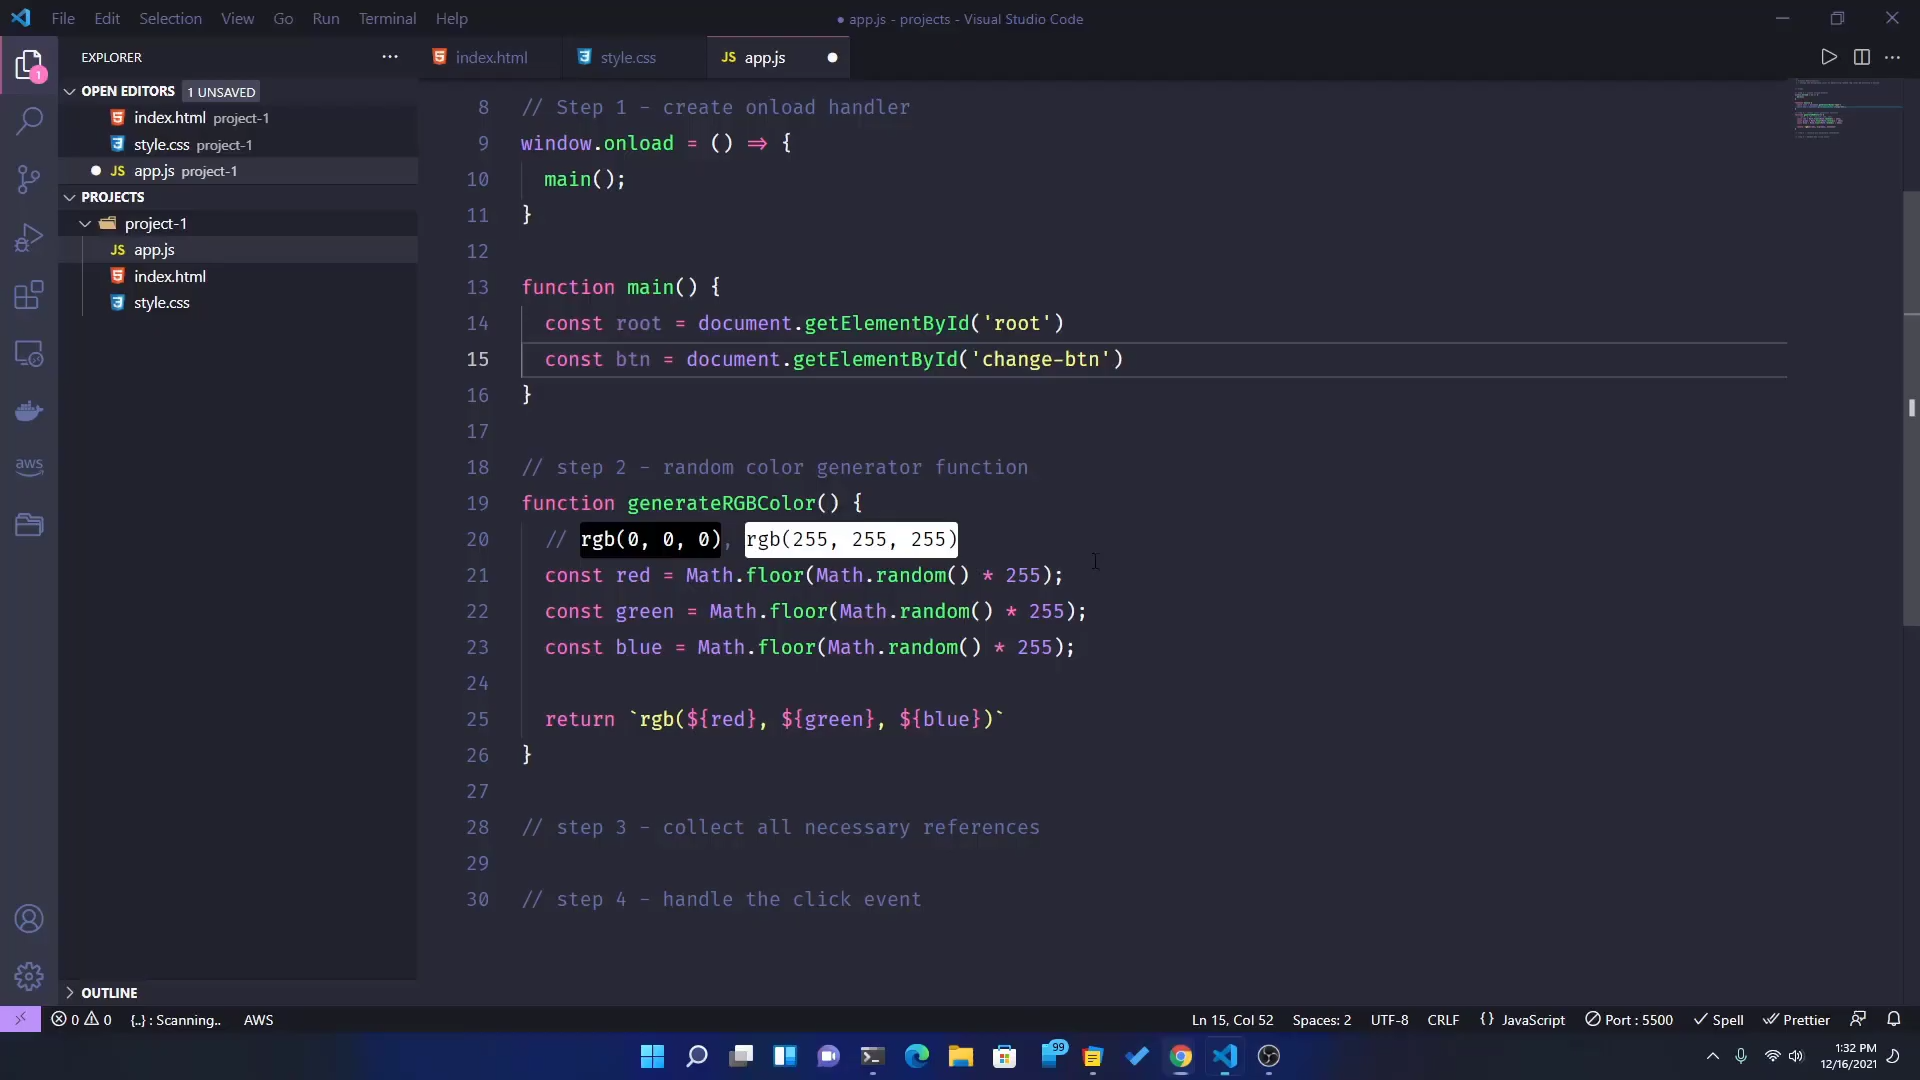 File Edit Selection View Go Run Terminal Help
● app.js - projects - Visual Studio Code
EXPLORER
index.html
style.css
JS app.js
OPEN EDITORS 1 UNSAVED
index.html project-1
style.css project-1
JS app.js project-1
PROJECTS
project-1
JS app.js
index.html
style.css
OUTLINE
8 // Step 1 - create onload handler
9 window.onload = () => {
10 main();
11 }
12
13 function main() {
14 const root = document.getElementById('root')
15 const btn = document.getElementById('change-btn')
16 }
17
18 // step 2 - random color generator function
19 function generateRGBColor() {
20 // rgb(0, 0, 0), rgb(255, 255, 255)
21 const red = Math.floor(Math.random() * 255);
22 const green = Math.floor(Math.random() * 255);
23 const blue = Math.floor(Math.random() * 255);
24
25 return `rgb(${red}, ${green}, ${blue})`
26 }
27
28 // step 3 - collect all necessary references
29
30 // step 4 - handle the click event
1
aws
0 0 {..} : Scanning.. AWS
Ln 15, Col 52 Spaces: 2 UTF-8 CRLF {} JavaScript Port : 5500 Spell Prettier
99
1:32 PM
12/16/2021